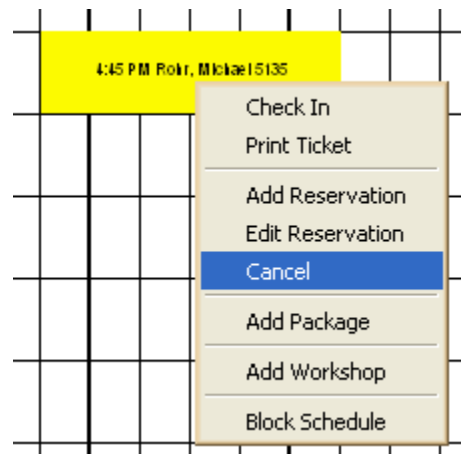 4:45 PM Rohr, Michael 5135
Check In
Print Ticket
Add Reservation
Edit Reservation
Cancel
Add Package
Add Workshop
Block Schedule